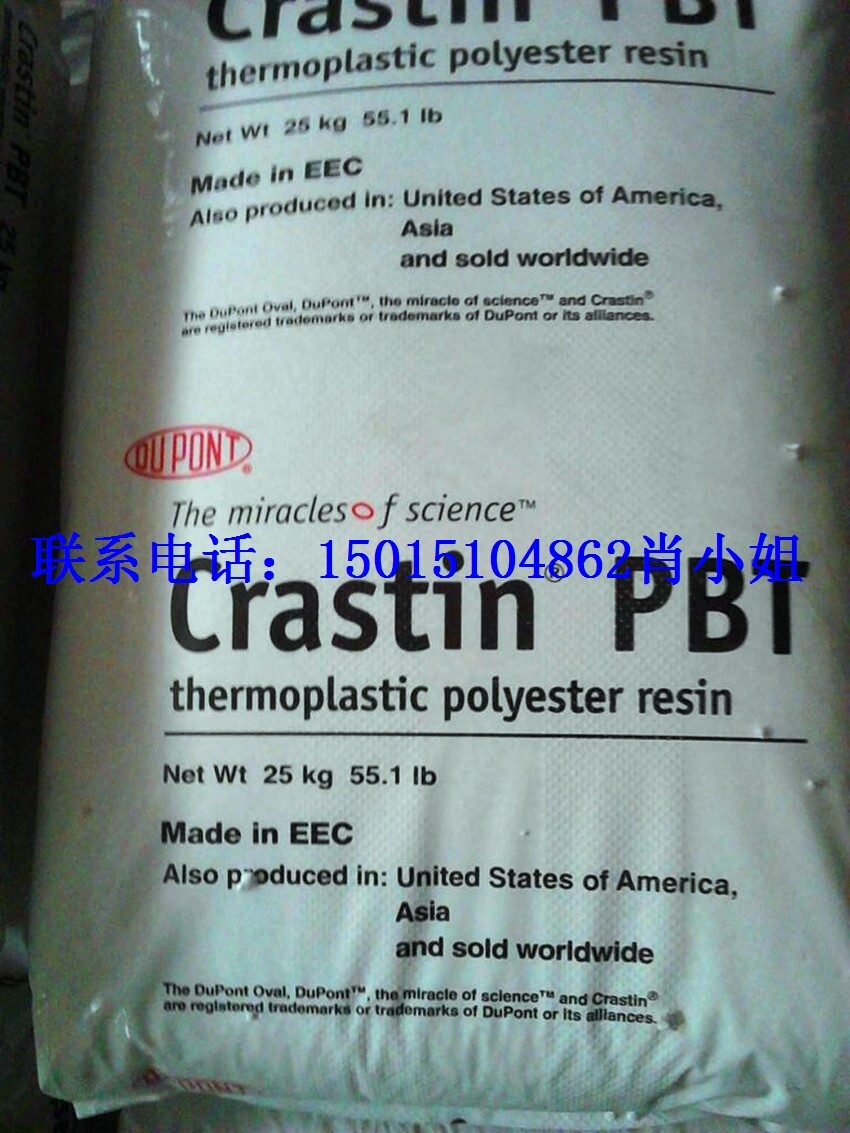 Crastin PBT
thermoplastic polyester resin
Net Wt 25 kg 55.1 lb
Made in EEC
Also produced in: United States of America,
Asia
and sold worldwide
The DuPont Oval, DuPont™, the miracle of science™ and Crastin®
are registered trademarks or trademarks of DuPont or its alliances.
DUPONT®
The miracles of science™
联系电话：15015104862肖小姐
Crastin® PBT
thermoplastic polyester resin
Net Wt 25 kg 55.1 lb
Made in EEC
Also produced in: United States of America,
Asia
and sold worldwide
The DuPont Oval, DuPont™, the miracle of science™ and Crastin®
are registered trademarks or trademarks of DuPont or its alliances.
DUPONT
Crastin PBT 25 kg